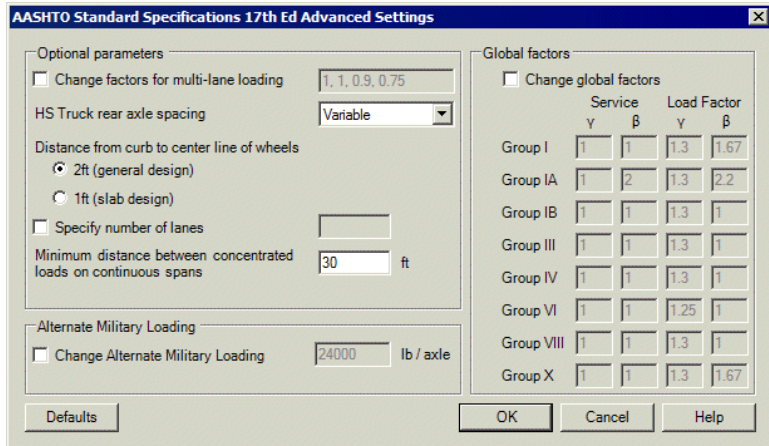 AASHTO Standard Specifications 17th Ed Advanced Settings
Optional parameters
Change factors for multi-lane loading 1, 1, 0.9, 0.75
HS Truck rear axle spacing Variable
Distance from curb to center line of wheels
2ft (general design)
1ft (slab design)
Specify number of lanes
Minimum distance between concentrated
loads on continuous spans 30 ft
Alternate Military Loading
Change Alternate Military Loading 24000 lb / axle
Global factors
Change global factors
Service Load Factor
γ β γ β
Group I 1 1 1.3 1.67
Group IA 1 2 1.3 2.2
Group IB 1 1 1.3 1
Group III 1 1 1.3 1
Group IV 1 1 1.3 1
Group VI 1 1 1.25 1
Group VIII 1 1 1.3 1
Group X 1 1 1.3 1.67
Defaults OK Cancel Help